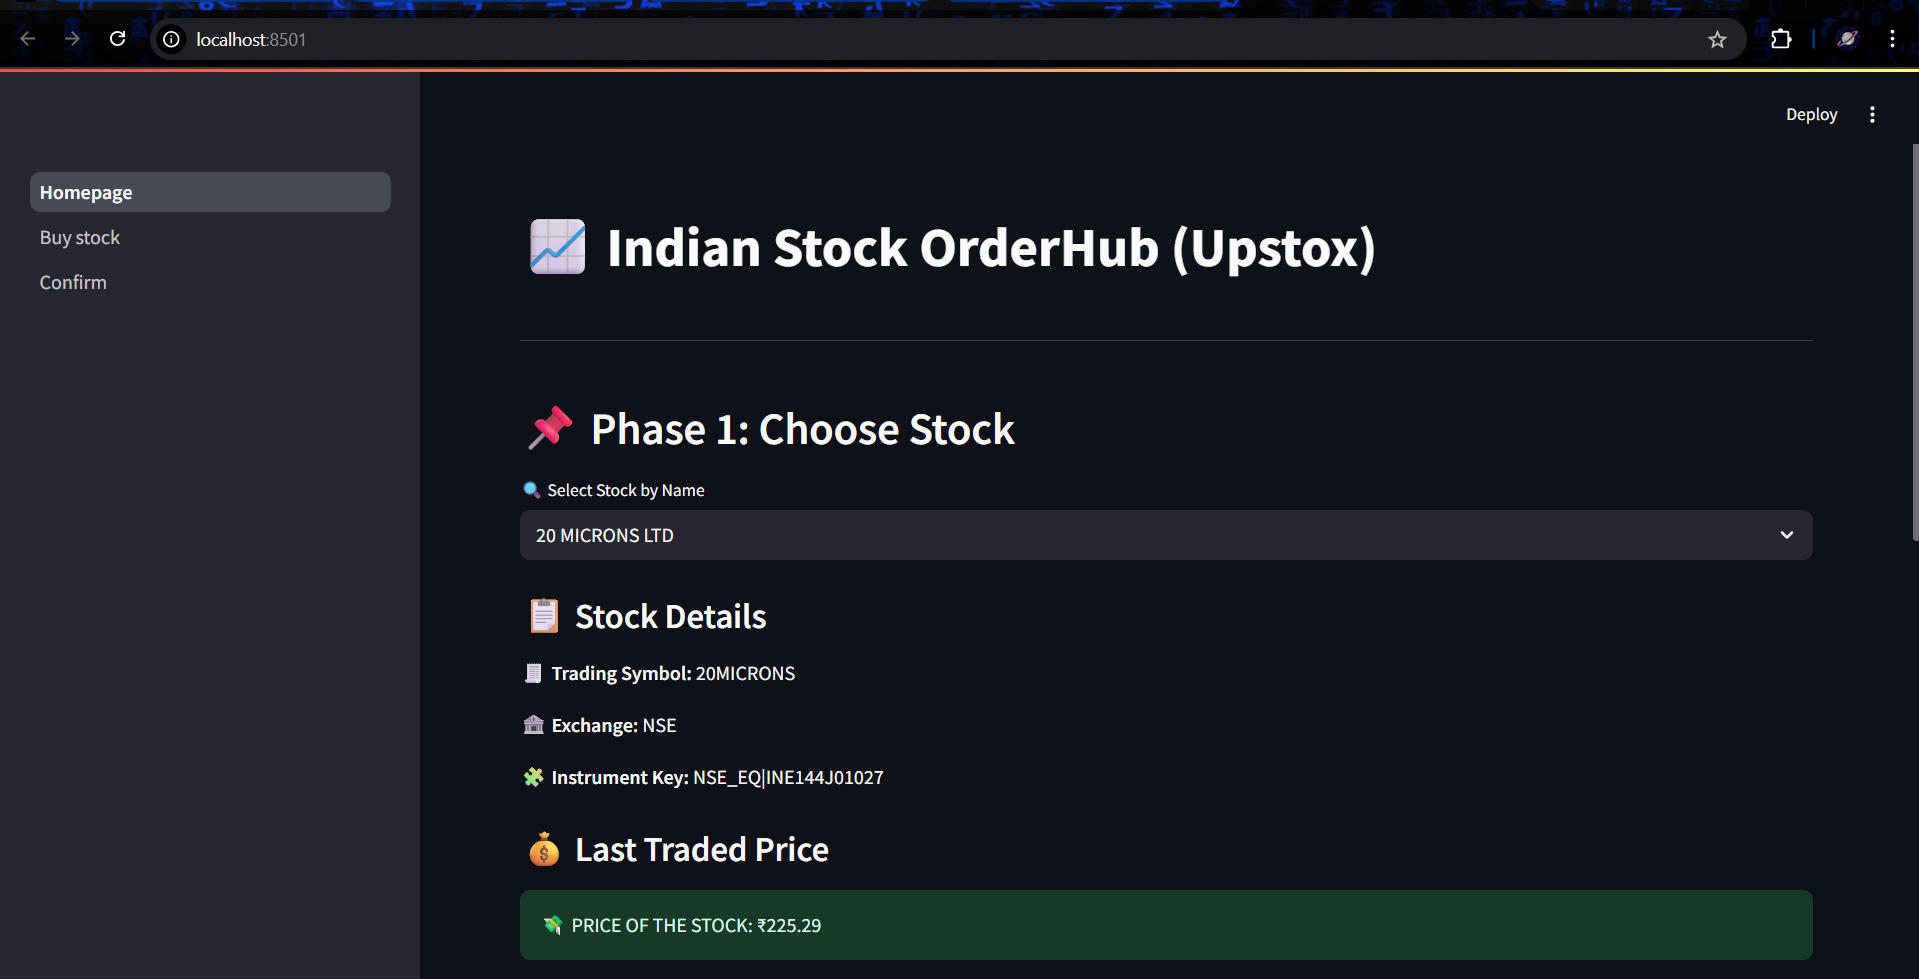 localhost:8501
Deploy
Homepage
Buy stock
Confirm
Indian Stock OrderHub (Upstox)
Phase 1: Choose Stock
Select Stock by Name
20 MICRONS LTD
Stock Details
Trading Symbol: 20MICRONS
Exchange: NSE
Instrument Key: NSE_EQ|INE144J01027
Last Traded Price
PRICE OF THE STOCK: ₹225.29